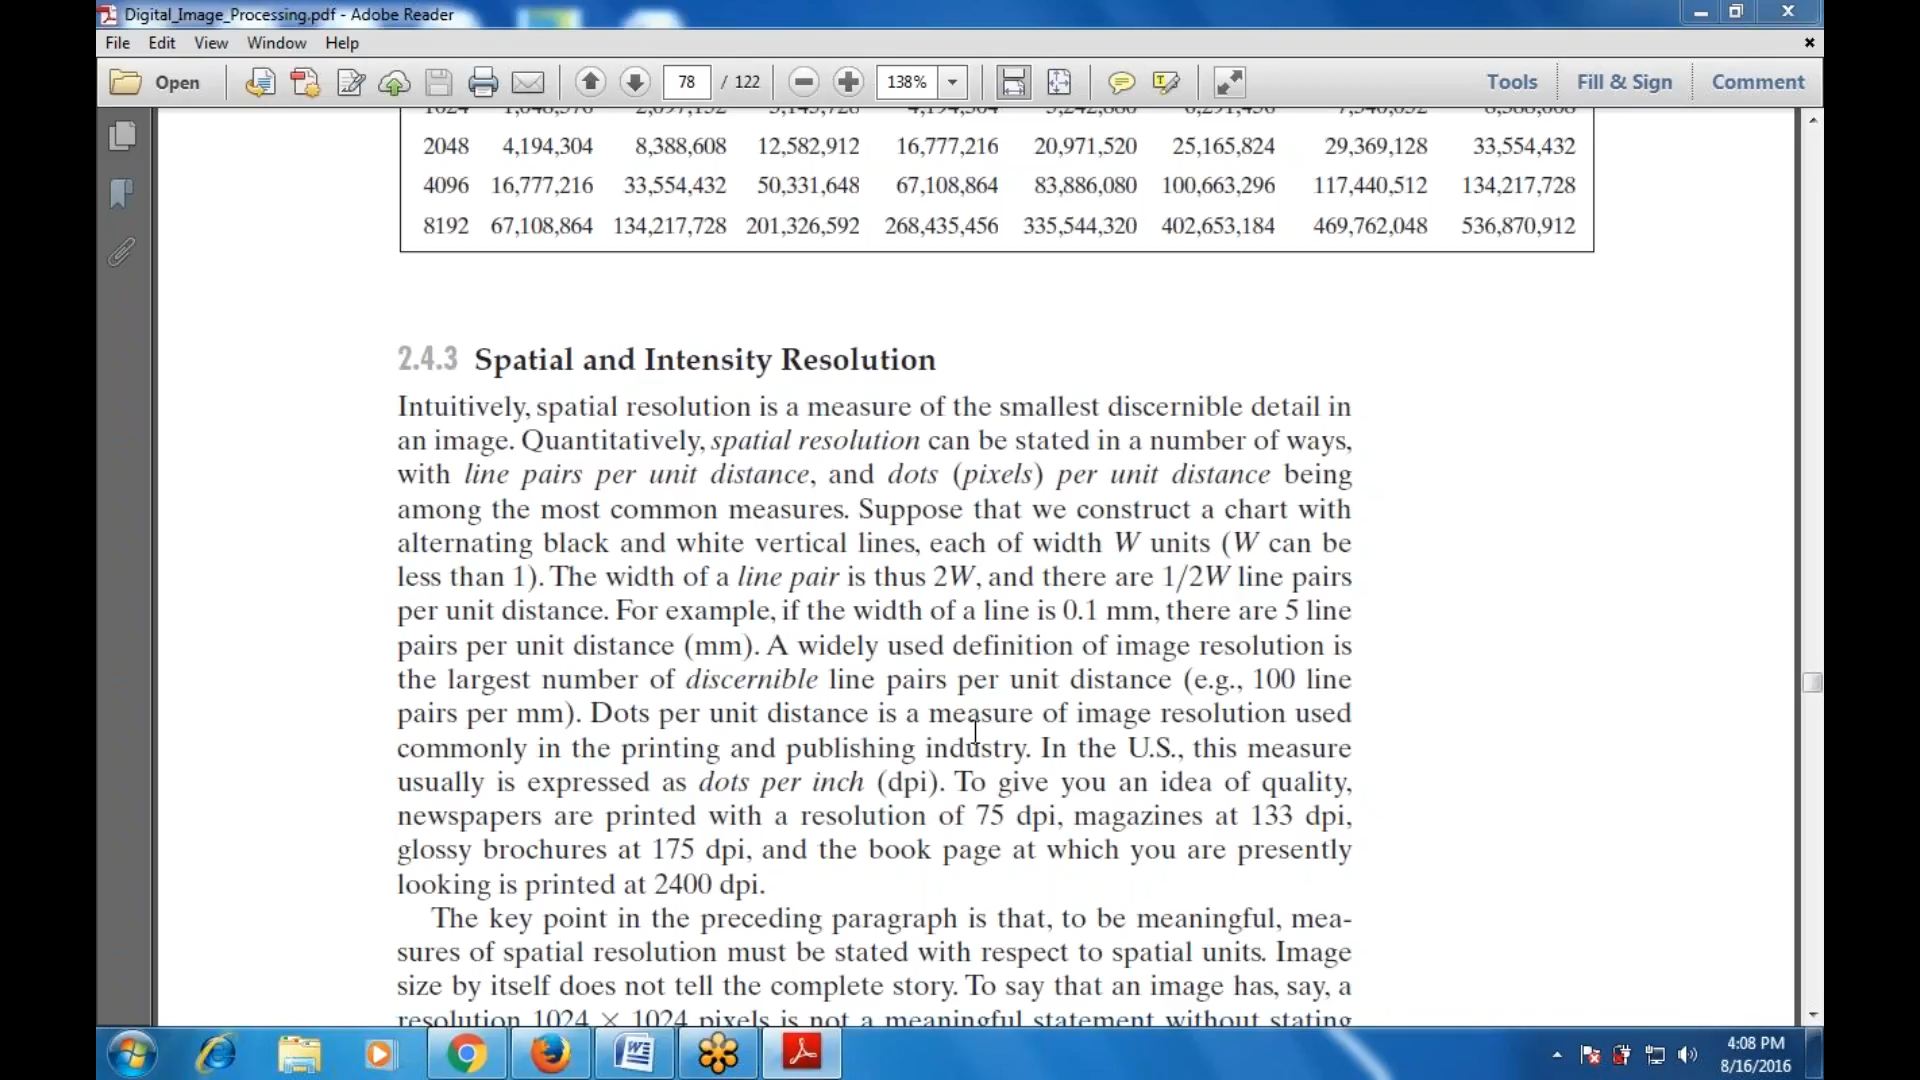 Digital_Image_Processing.pdf - Adobe Reader
File Edit View Window Help
Open 78 / 122 138% Tools Fill & Sign Comment
2048 4,194,304 8,388,608 12,582,912 16,777,216 20,971,520 25,165,824 29,369,128 33,554,432
4096 16,777,216 33,554,432 50,331,648 67,108,864 83,886,080 100,663,296 117,440,512 134,217,728
8192 67,108,864 134,217,728 201,326,592 268,435,456 335,544,320 402,653,184 469,762,048 536,870,912
2.4.3 Spatial and Intensity Resolution
Intuitively, spatial resolution is a measure of the smallest discernible detail in
an image. Quantitatively, spatial resolution can be stated in a number of ways,
with line pairs per unit distance, and dots (pixels) per unit distance being
among the most common measures. Suppose that we construct a chart with
alternating black and white vertical lines, each of width W units (W can be
less than 1). The width of a line pair is thus 2W, and there are 1/2W line pairs
per unit distance. For example, if the width of a line is 0.1 mm, there are 5 line
pairs per unit distance (mm). A widely used definition of image resolution is
the largest number of discernible line pairs per unit distance (e.g., 100 line
pairs per mm). Dots per unit distance is a measure of image resolution used
commonly in the printing and publishing industry. In the U.S., this measure
usually is expressed as dots per inch (dpi). To give you an idea of quality,
newspapers are printed with a resolution of 75 dpi, magazines at 133 dpi,
glossy brochures at 175 dpi, and the book page at which you are presently
looking is printed at 2400 dpi.
The key point in the preceding paragraph is that, to be meaningful, mea-
sures of spatial resolution must be stated with respect to spatial units. Image
size by itself does not tell the complete story. To say that an image has, say, a
resolution 1024 × 1024 pixels is not a meaningful statement without stating
4:08 PM
8/16/2016